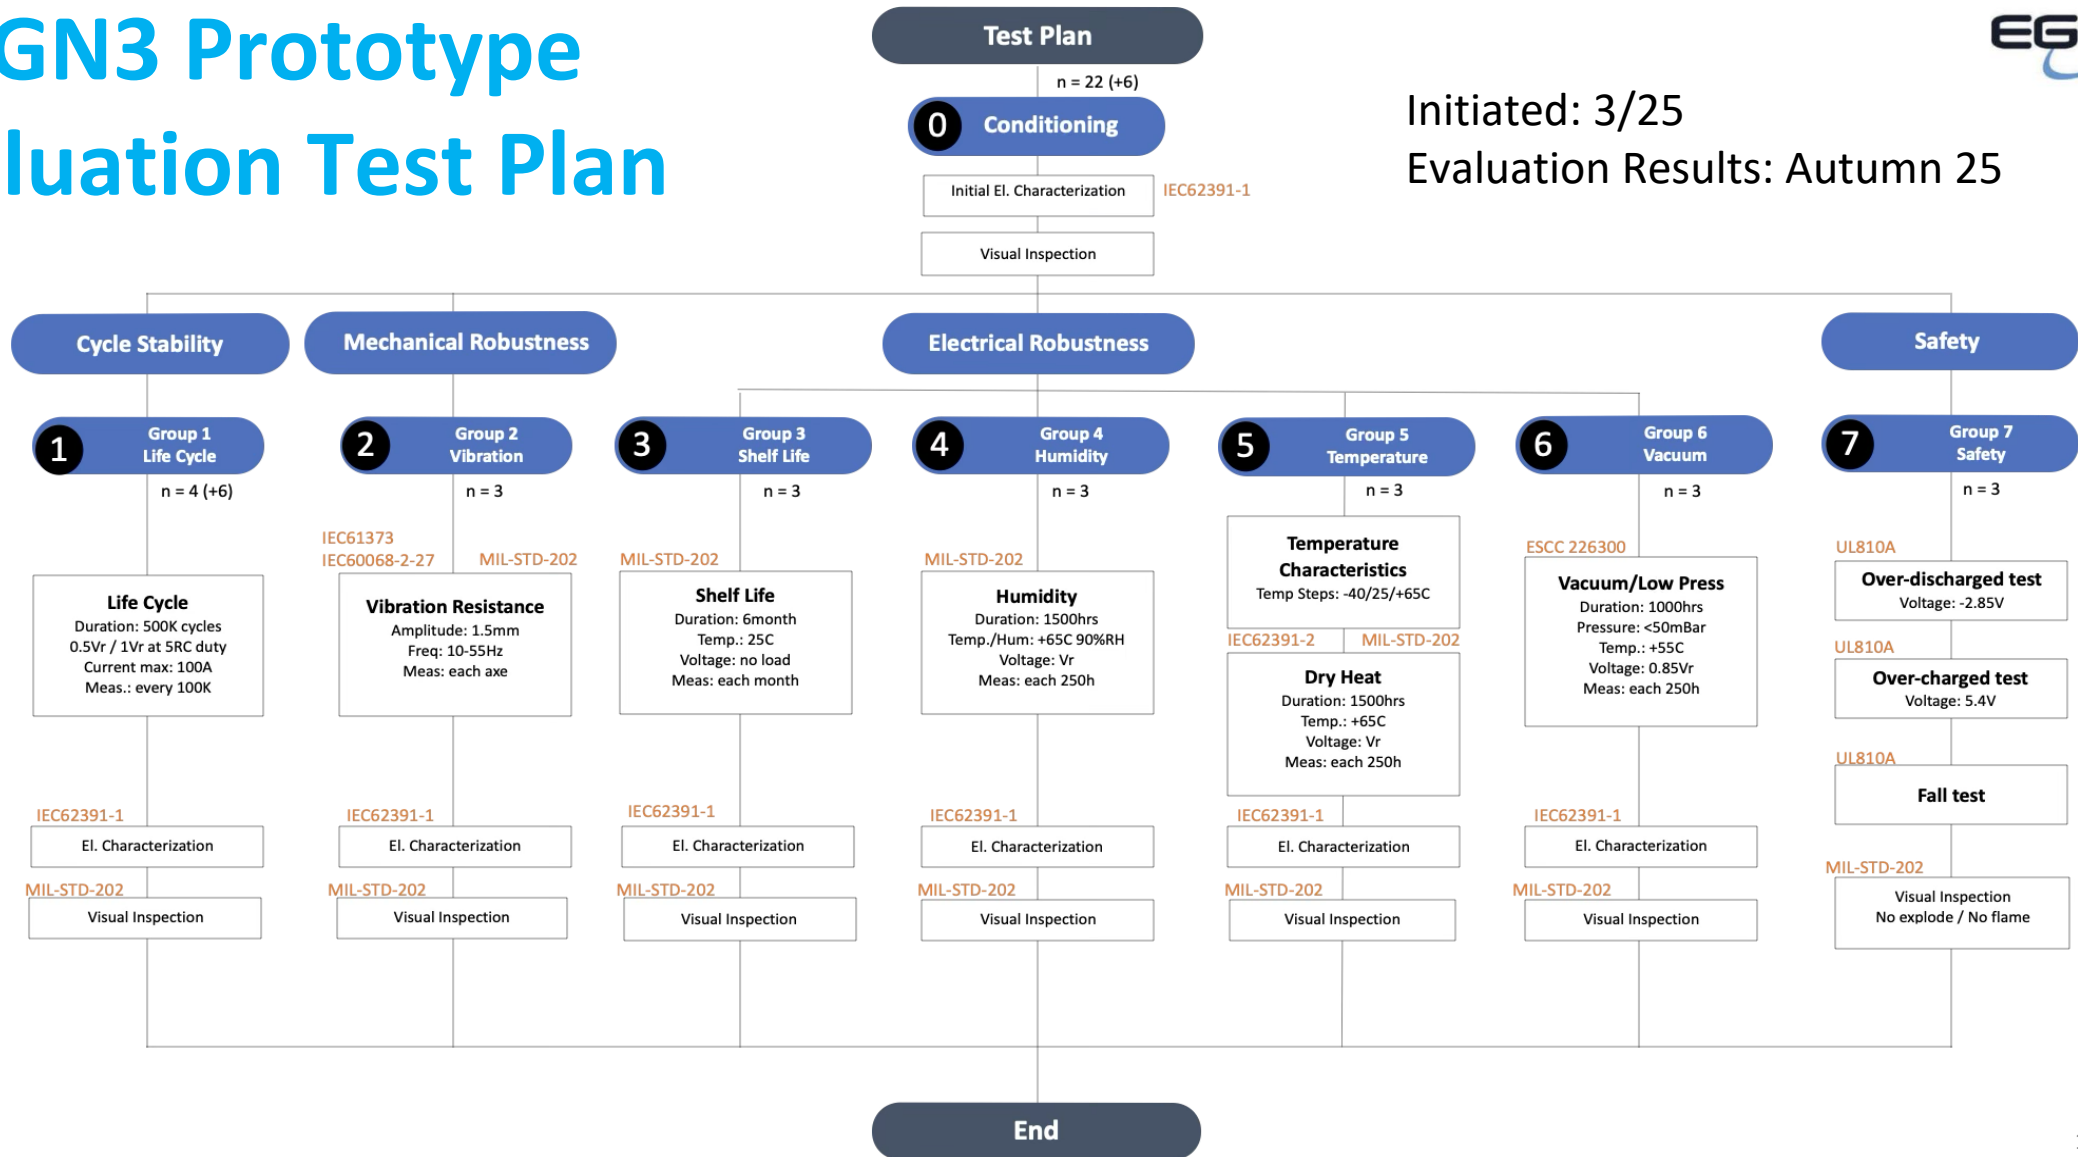 GN3 Prototype
luation Test Plan
Test Plan
EG
Initiated: 3/25
Evaluation Results: Autumn 25
n = 22 (+6)
0 Conditioning
Initial El. Characterization
IEC62391-1
Visual Inspection
Cycle Stability
Mechanical Robustness
Electrical Robustness
Safety
1
Group 1
Life Cycle
n = 4 (+6)
Life Cycle
Duration: 500K cycles
0.5Vr / 1Vr at 5RC duty
Current max: 100A
Meas.: every 100K
IEC62391-1
El. Characterization
MIL-STD-202
Visual Inspection
2
Group 2
Vibration
n = 3
IEC61373
IEC60068-2-27
MIL-STD-202
Vibration Resistance
Amplitude: 1.5mm
Freq: 10-55Hz
Meas: each axe
IEC62391-1
El. Characterization
MIL-STD-202
Visual Inspection
3
Group 3
Shelf Life
n = 3
MIL-STD-202
Shelf Life
Duration: 6month
Temp.: 25C
Voltage: no load
Meas: each month
IEC62391-1
El. Characterization
MIL-STD-202
Visual Inspection
4
Group 4
Humidity
n = 3
MIL-STD-202
Humidity
Duration: 1500hrs
Temp./Hum: +65C 90%RH
Voltage: Vr
Meas: each 250h
IEC62391-1
El. Characterization
MIL-STD-202
Visual Inspection
5
Group 5
Temperature
n = 3
Temperature
Characteristics
Temp Steps: -40/25/+65C
IEC62391-2
MIL-STD-202
Dry Heat
Duration: 1500hrs
Temp.: +65C
Voltage: Vr
Meas: each 250h
IEC62391-1
El. Characterization
MIL-STD-202
Visual Inspection
6
Group 6
Vacuum
n = 3
ESCC 226300
Vacuum/Low Press
Duration: 1000hrs
Pressure: <50mBar
Temp.: +55C
Voltage: 0.85Vr
Meas: each 250h
IEC62391-1
El. Characterization
MIL-STD-202
Visual Inspection
7
Group 7
Safety
n = 3
UL810A
Over-discharged test
Voltage: -2.85V
UL810A
Over-charged test
Voltage: 5.4V
UL810A
Fall test
MIL-STD-202
Visual Inspection
No explode / No flame
End